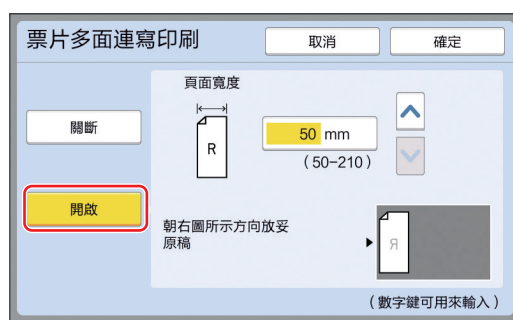 票片多面連寫印刷
取消
確定
頁面寬度
關斷
R
50 mm
(50-210)
開啟
朝右圖所示方向放妥
原稿
R
(數字鍵可用來輸入)